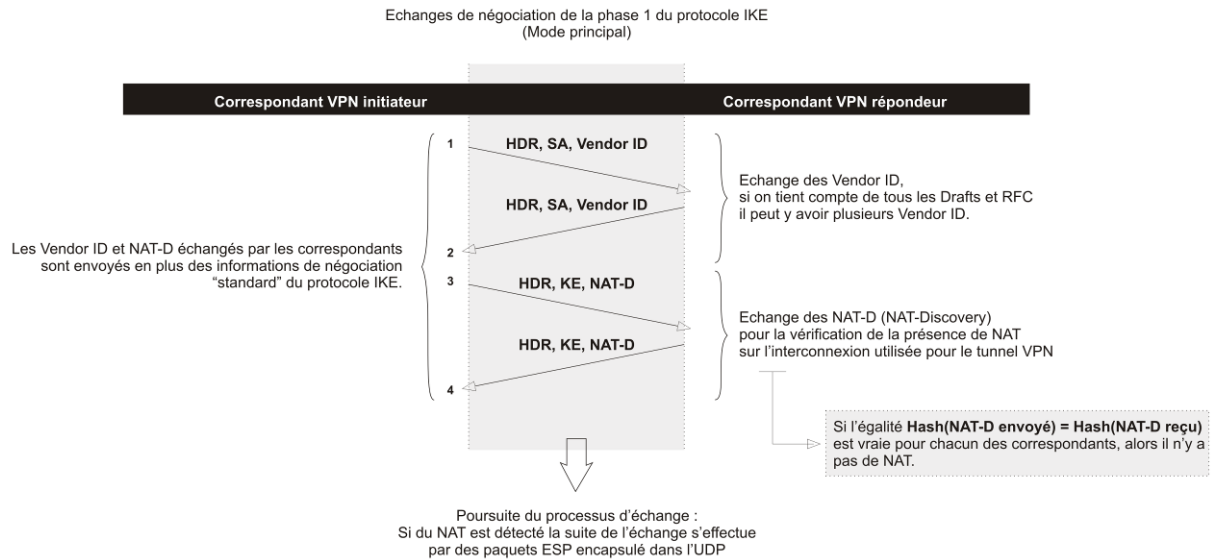 Echanges de négociation de la phase 1 du protocole IKE
(Mode principal)
Correspondant VPN initiateur
Correspondant VPN répondeur
1
HDR, SA, Vendor ID
HDR, SA, Vendor ID
2
Echange des Vendor ID,
si on tient compte de tous les Drafts et RFC
il peut y avoir plusieurs Vendor ID.
Les Vendor ID et NAT-D échangés par les correspondants
sont envoyés en plus des informations de négociation
“standard” du protocole IKE.
3
HDR, KE, NAT-D
HDR, KE, NAT-D
4
Echange des NAT-D (NAT-Discovery)
pour la vérification de la présence de NAT
sur l’interconnexion utilisée pour le tunnel VPN
Si l’égalité Hash(NAT-D envoyé) = Hash(NAT-D reçu)
est vraie pour chacun des correspondants, alors il n’y a
pas de NAT.
Poursuite du processus d’échange :
Si du NAT est détecté la suite de l’échange s’effectue
par des paquets ESP encapsulé dans l’UDP